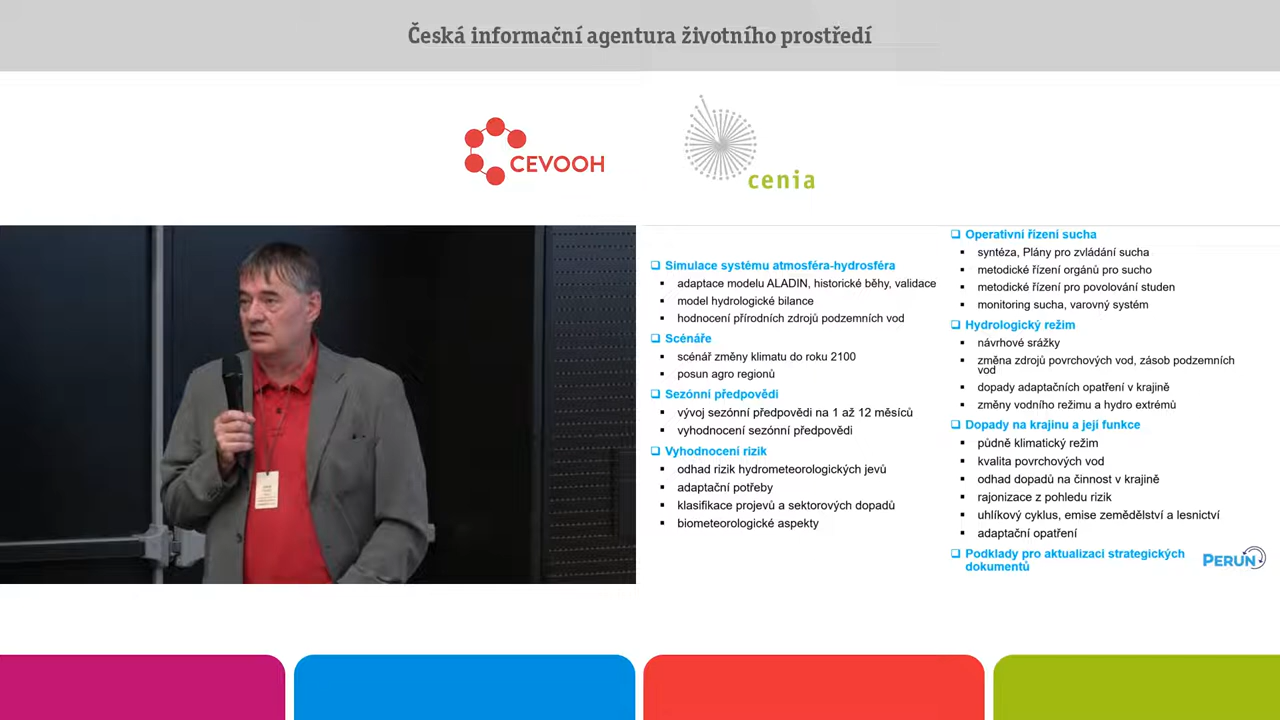 Česká informační agentura životního prostředí
CEVOOH
cenia
❑ Simulace systému atmosféra-hydrosféra
▪ adaptace modelu ALADIN, historické běhy, validace
▪ model hydrologické bilance
▪ hodnocení přírodních zdrojů podzemních vod
❑ Scénáře
▪ scénář změny klimatu do roku 2100
▪ posun agro regionů
❑ Sezónní předpovědi
▪ vývoj sezónní předpovědi na 1 až 12 měsíců
▪ vyhodnocení sezónní předpovědi
❑ Vyhodnocení rizik
▪ odhad rizik hydrometeorologických jevů
▪ adaptační potřeby
▪ klasifikace projevů a sektorových dopadů
▪ biometeorologické aspekty
❑ Operativní řízení sucha
▪ syntéza, Plány pro zvládání sucha
▪ metodické řízení orgánů pro sucho
▪ metodické řízení pro povolování studen
▪ monitoring sucha, varovný systém
❑ Hydrologický režim
▪ návrhové srážky
▪ změna zdrojů povrchových vod, zásob podzemních
vod
▪ dopady adaptačních opatření v krajině
▪ změny vodního režimu a hydro extrémů
❑ Dopady na krajinu a její funkce
▪ půdně klimatický režim
▪ kvalita povrchových vod
▪ odhad dopadů na činnost v krajině
▪ rajonizace z pohledu rizik
▪ uhlíkový cyklus, emise zemědělství a lesnictví
▪ adaptační opatření
❑ Podklady pro aktualizaci strategických
dokumentů
PERUN